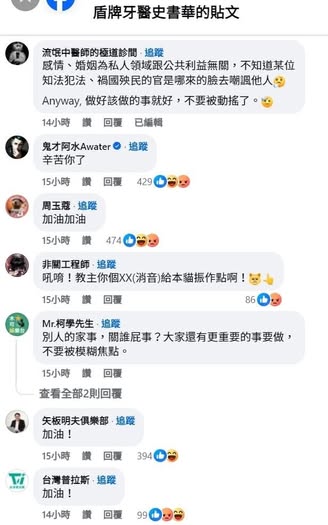 盾牌牙醫史書華的貼文
流氓中醫師的極道診間·追蹤
感情、婚姻為私人領域跟公共利益無關，不知道某位
知法犯法、禍國殃民的官是哪來的臉去嘲諷他人🤔
Anyway, 做好該做的事就好，不要被動搖了。😉
14小時 讚 回覆 已編輯
鬼才阿水Awater·追蹤
辛苦你了
15小時 讚 回覆 429
周玉蔻·追蹤
加油加油
15小時 讚 回覆 474
非關工程師·追蹤
吼唷！教主你個XX(消音)給本貓振作點啊！😼👆
15小時 讚 回覆 86
Mr.柯學先生·追蹤
別人的家事，關誰屁事？大家還有更重要的事要做，
不要被模糊焦點。
15小時 讚 回覆
查看全部2則回覆
矢板明夫俱樂部·追蹤
加油！
15小時 讚 回覆 394
台灣普拉斯·追蹤
加油！
14小時 讚 回覆 99